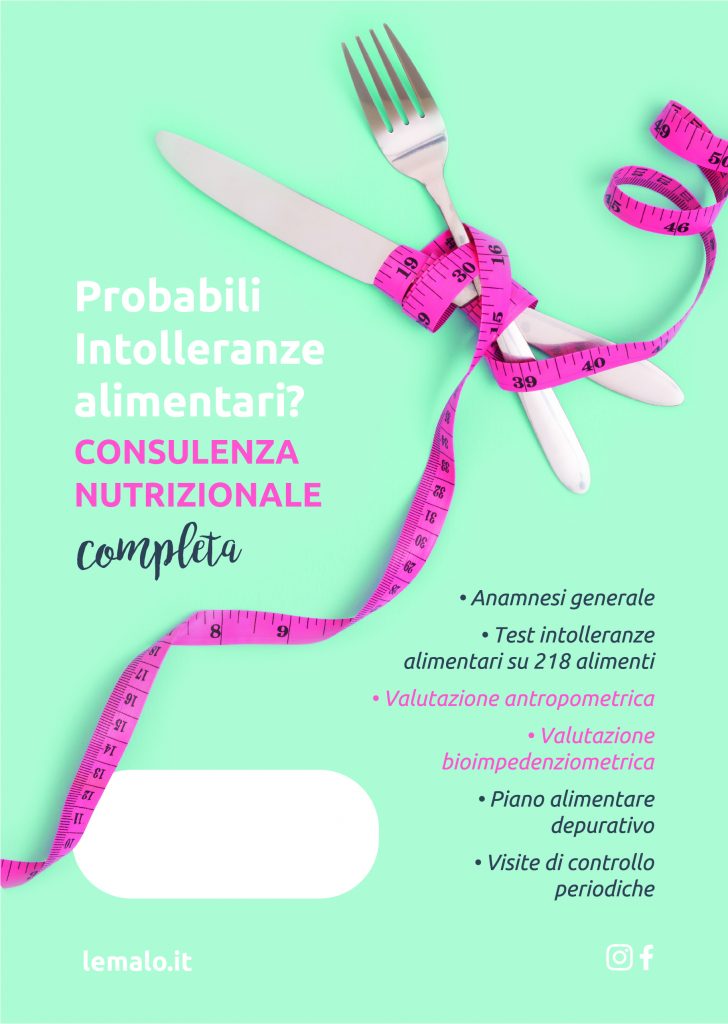 Probabili
Intolleranze
alimentari?
CONSULENZA
NUTRIZIONALE
completa
• Anamnesi generale
• Test intolleranze
alimentari su 218 alimenti
• Valutazione antropometrica
• Valutazione
bioimpedenziometrica
• Piano alimentare
depurativo
• Visite di controllo
periodiche
lemalo.it